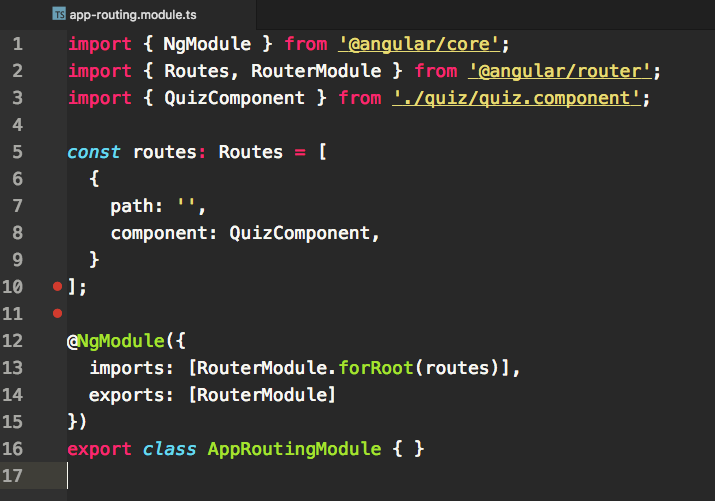 TS app-routing.module.ts
1 import { NgModule } from '@angular/core';
2 import { Routes, RouterModule } from '@angular/router';
3 import { QuizComponent } from './quiz/quiz.component';
4
5 const routes: Routes = [
6   {
7     path: '',
8     component: QuizComponent,
9   }
10 ];
11
12 @NgModule({
13   imports: [RouterModule.forRoot(routes)],
14   exports: [RouterModule]
15 })
16 export class AppRoutingModule { }
17